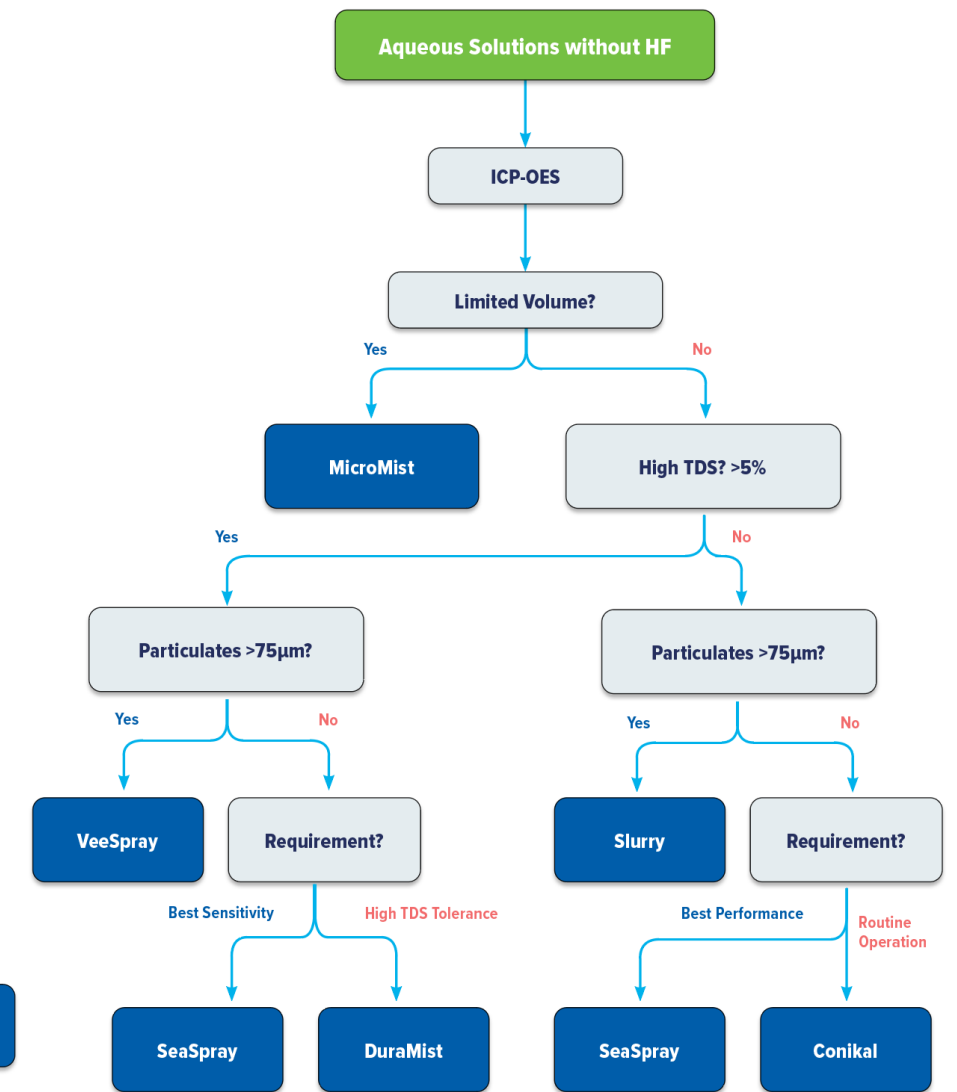 Aqueous Solutions without HF
ICP-OES
Limited Volume?
Yes
No
MicroMist
High TDS? >5%
Yes
No
Particulates >75µm?
Particulates >75µm?
Yes
No
Yes
No
VeeSpray
Requirement?
Slurry
Requirement?
Best Sensitivity
High TDS Tolerance
Best Performance
Routine
Operation
SeaSpray
DuraMist
SeaSpray
Conikal